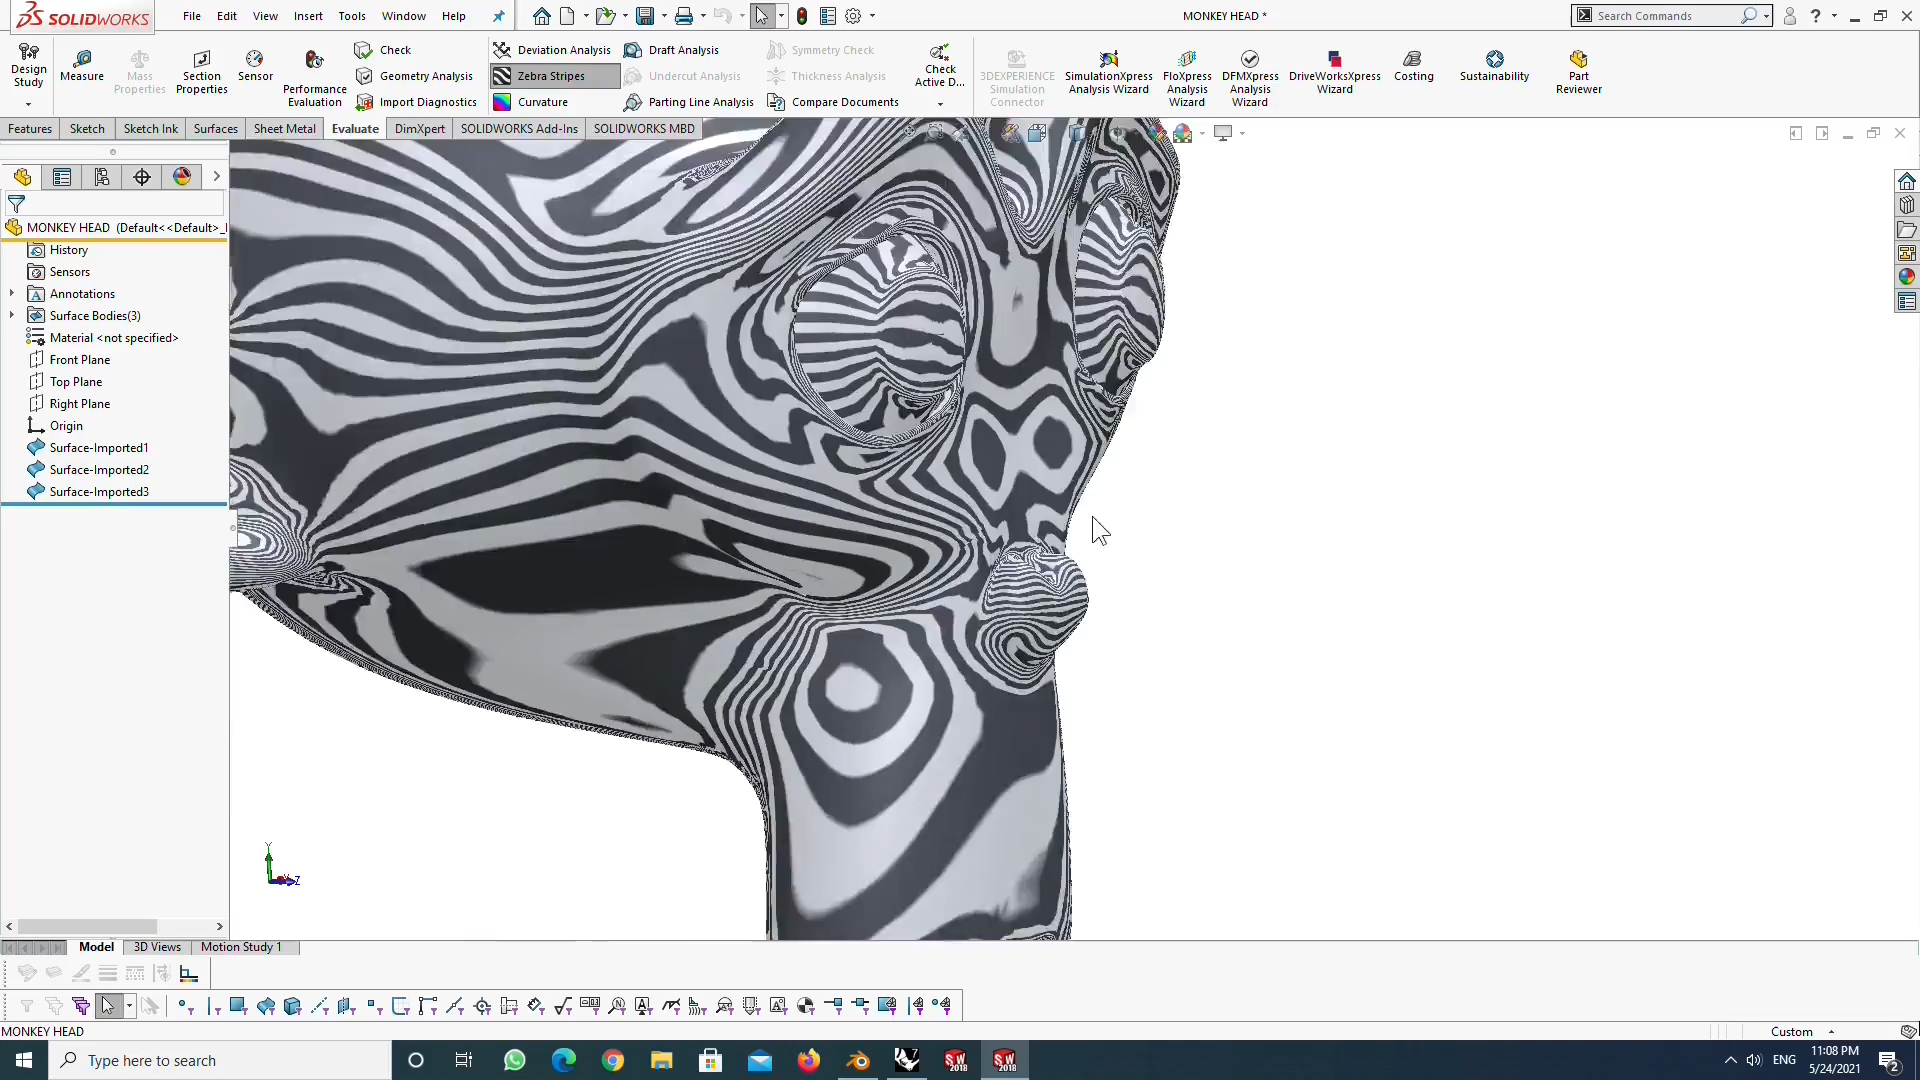 SOLIDWORKS File Edit View Insert Tools Window Help MONKEY HEAD * Search Commands
Design Study
Measure
Mass Properties
Section Properties
Sensor
Performance Evaluation
Check
Geometry Analysis
Import Diagnostics
Deviation Analysis
Zebra Stripes
Curvature
Draft Analysis
Undercut Analysis
Parting Line Analysis
Symmetry Check
Thickness Analysis
Compare Documents
Check Active D...
3DEXPERIENCE Simulation Connector
SimulationXpress Analysis Wizard
FloXpress Analysis Wizard
DFMXpress Analysis Wizard
DriveWorksXpress Wizard
Costing
Sustainability
Part Reviewer
Features Sketch Sketch Ink Surfaces Sheet Metal Evaluate DimXpert SOLIDWORKS Add-Ins SOLIDWORKS MBD
MONKEY HEAD (Default<<Default>_
History
Sensors
Annotations
Surface Bodies(3)
Material <not specified>
Front Plane
Top Plane
Right Plane
Origin
Surface-Imported1
Surface-Imported2
Surface-Imported3
Y
Z
Model 3D Views Motion Study 1
MONKEY HEAD Custom
Type here to search
SW 2018
SW 2018
ENG
11:08 PM
5/24/2021
2